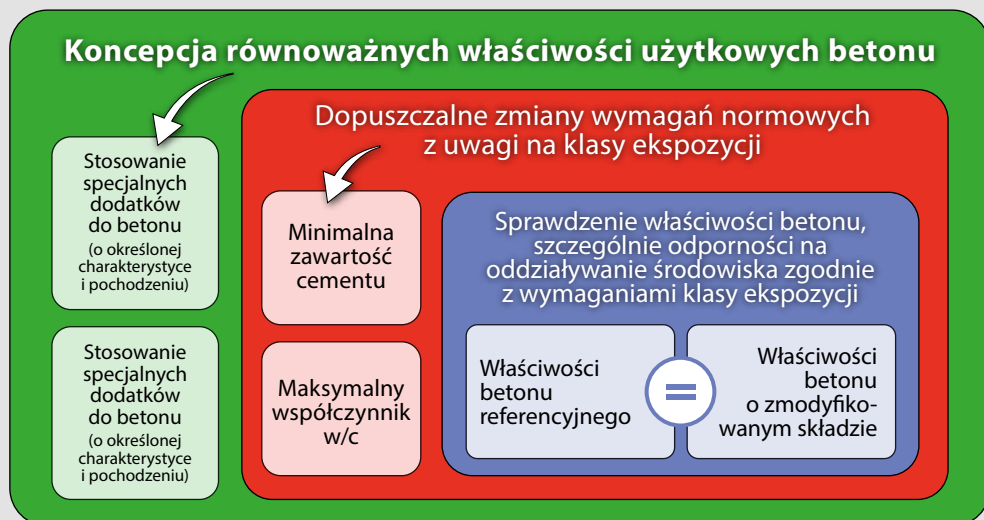 Koncepcja równoważnych właściwości użytkowych betonu
Stosowanie
specjalnych
dodatków
do betonu
(o określonej
charakterystyce
i pochodzeniu)
Stosowanie
specjalnych
dodatków
do betonu
(o określonej
charakterystyce
i pochodzeniu)
Dopuszczalne zmiany wymagań normowych
z uwagi na klasy ekspozycji
Minimalna
zawartość
cementu
Maksymalny
współczynnik
w/c
Sprawdzenie właściwości betonu,
szczególnie odporności na
oddziaływanie środowiska zgodnie
z wymaganiami klasy ekspozycji
Właściwości
betonu
referencyjnego
=
Właściwości
betonu
o zmodyfiko-
wanym składzie